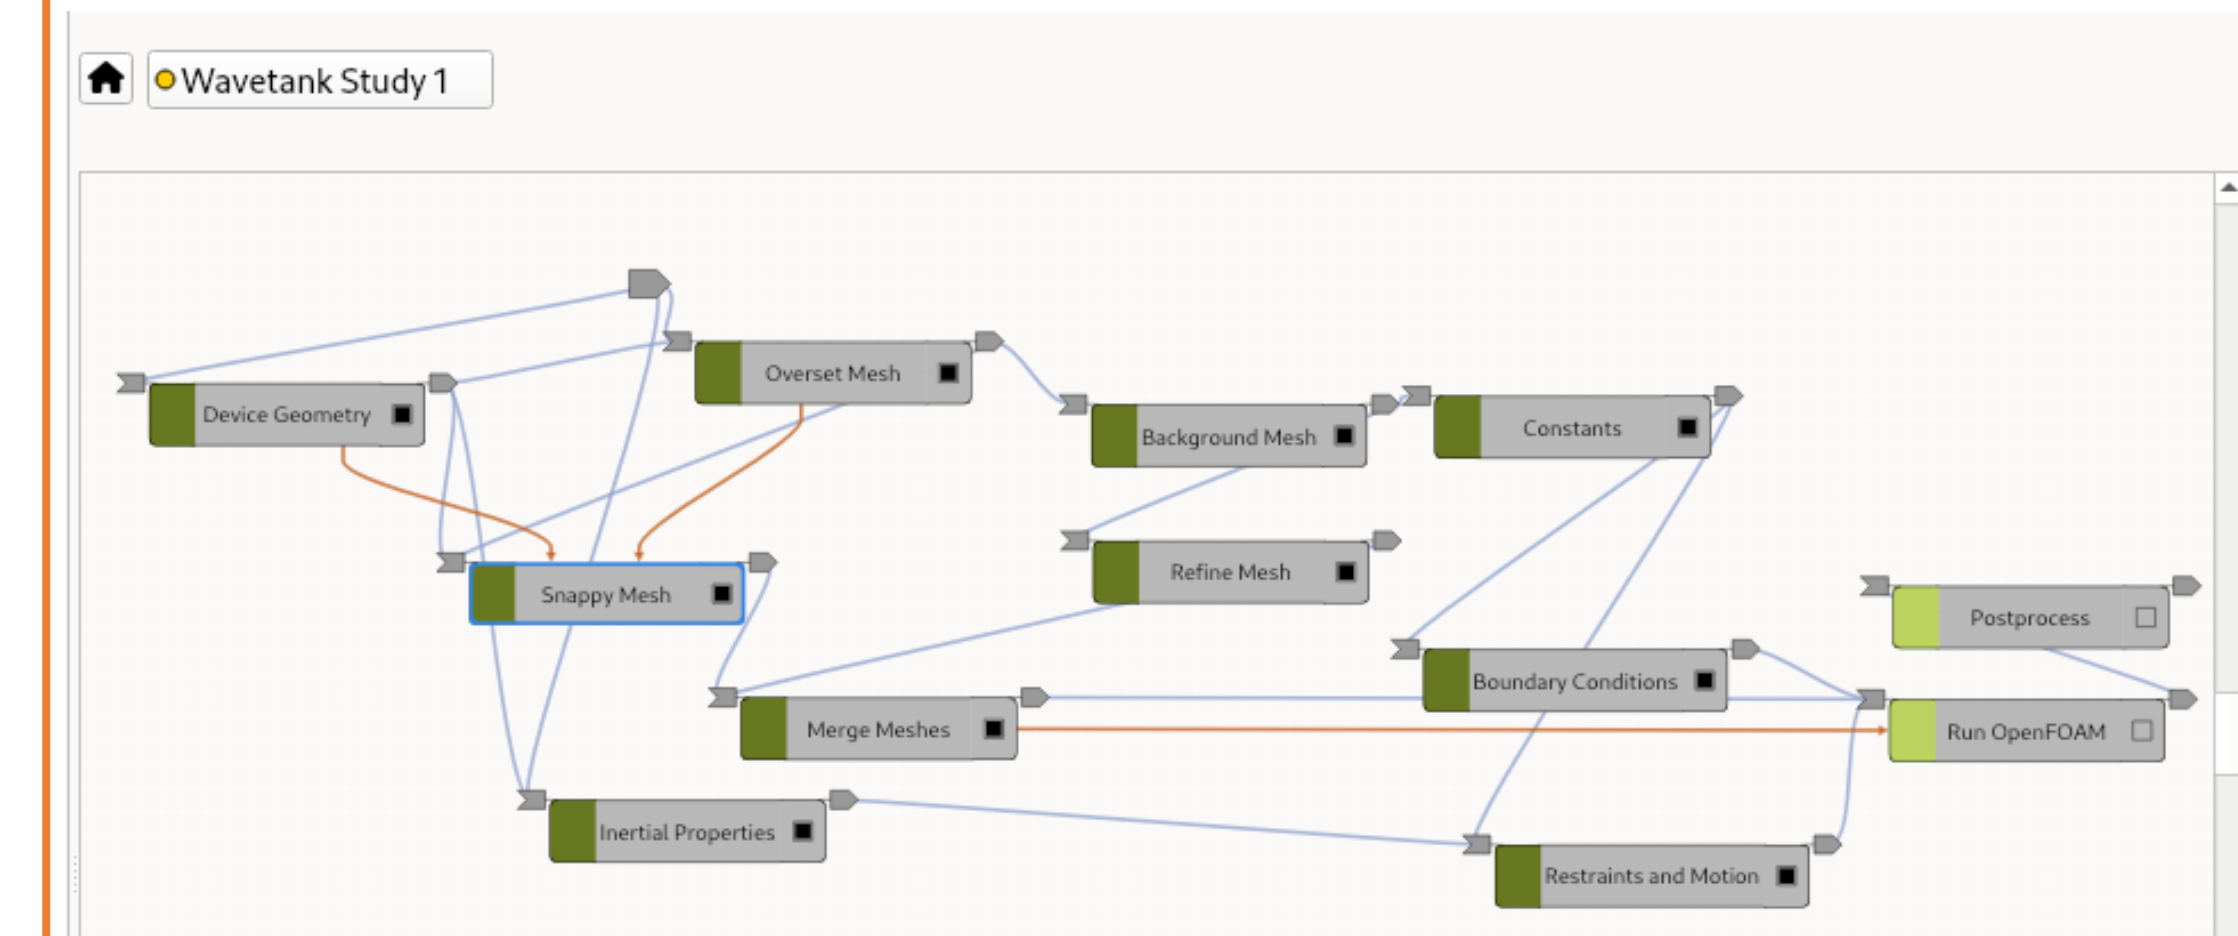 Wavetank Study 1
Overset Mesh
Device Geometry
Background Mesh
Constants
Refine Mesh
Snappy Mesh
Postprocess
Boundary Conditions
Merge Meshes
Run OpenFOAM
Inertial Properties
Restraints and Motion